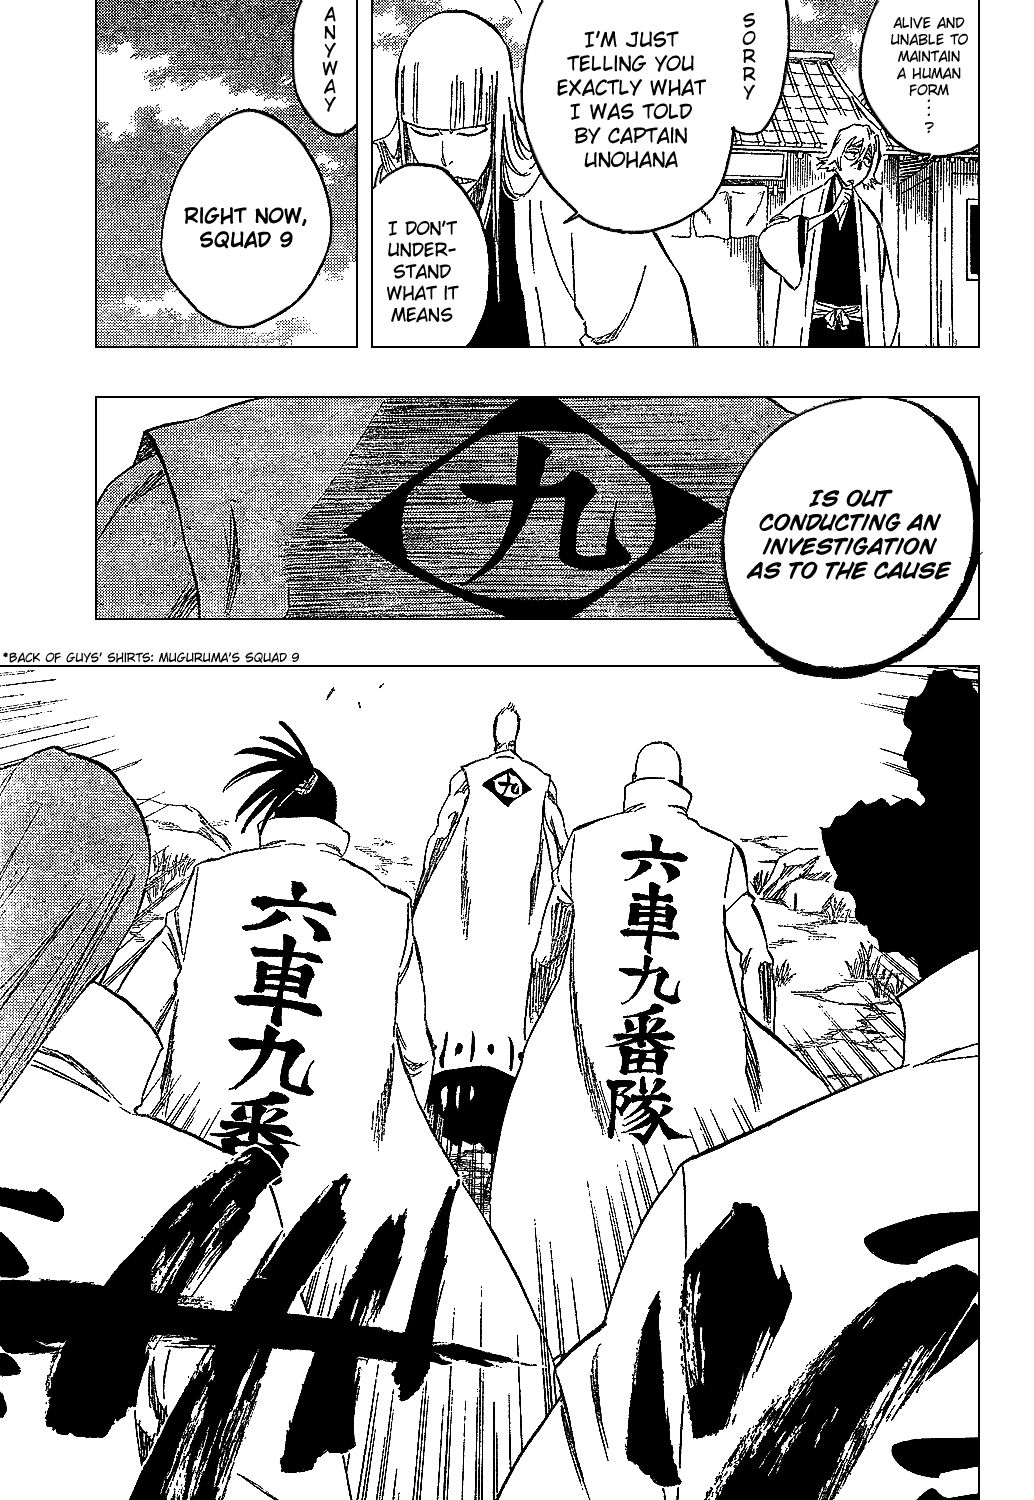 ALIVE AND
UNABLE TO
MAINTAIN
A HUMAN
FORM
...?
SORRY
I'M JUST
TELLING YOU
EXACTLY WHAT
I WAS TOLD
BY CAPTAIN
UNOHANA
I DON'T
UNDER-
STAND
WHAT IT
MEANS
ANYWAY
RIGHT NOW,
SQUAD 9
九
IS OUT
CONDUCTING AN
INVESTIGATION
AS TO THE CAUSE
*BACK OF GUYS' SHIRTS: MUGURUMA'S SQUAD 9
九
六車九番隊
六車九番